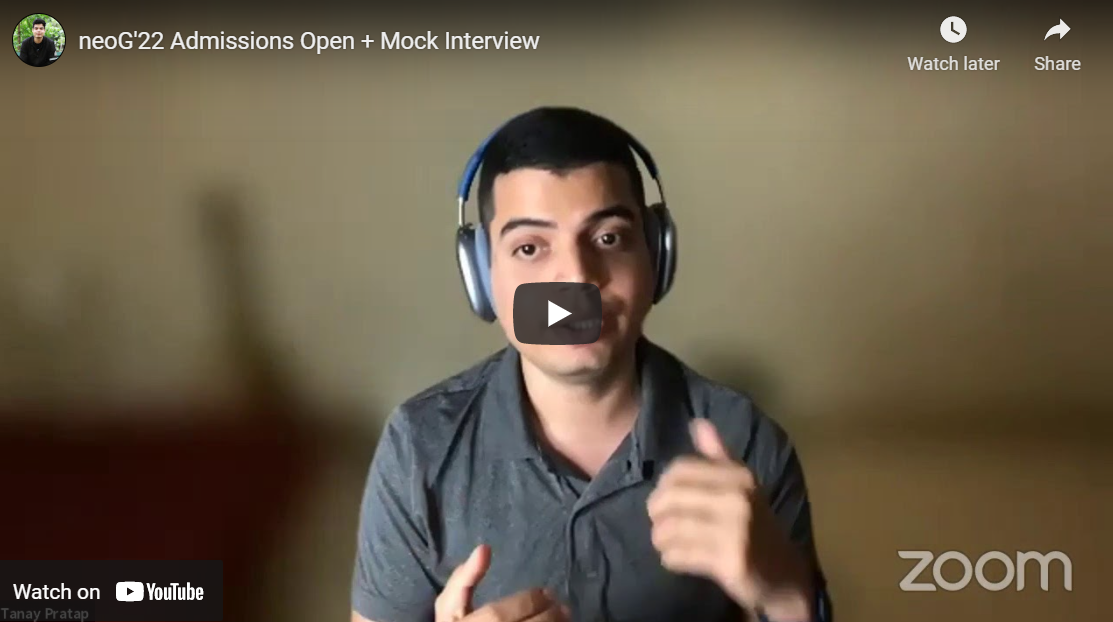 neoG'22 Admissions Open + Mock Interview
Watch later
Share
zoom
Watch on YouTube
Tanay Pratap